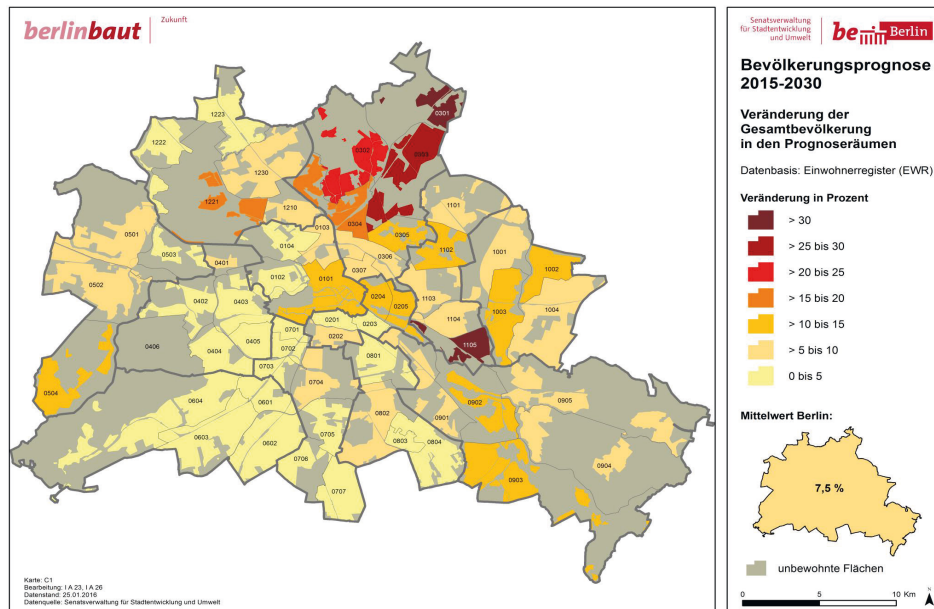 berlinbaut
Zukunft
Senatsverwaltung
für Stadtentwicklung
und Umwelt
be Berlin
Bevölkerungsprognose
2015-2030
Veränderung der
Gesamtbevölkerung
in den Prognoseräumen
Datenbasis: Einwohnerregister (EWR)
Veränderung in Prozent
> 30
> 25 bis 30
> 20 bis 25
> 15 bis 20
> 10 bis 15
> 5 bis 10
0 bis 5
Mittelwert Berlin:
7,5 %
unbewohnte Flächen
0 5 10 Km
N
1223
0301
1222
0302
1230
1221
1210
0304
1101
0501
0103
0305
0503
0104
0306
1102
1001
0401
0307
1002
0502
0102
0101
0402
0403
0204
0205
1103
1003
1004
0201
0203
1104
0406
0701
0202
0404
0405
0702
0801
1105
0703
0504
0704
0604
0601
0902
0905
0802
0901
0705
0603
0602
0803
0804
0706
0904
0903
0707
Karte: C1
Bearbeitung: I A 23, I A 26
Datenstand: 25.01.2016
Datenquelle: Senatsverwaltung für Stadtentwicklung und Umwelt